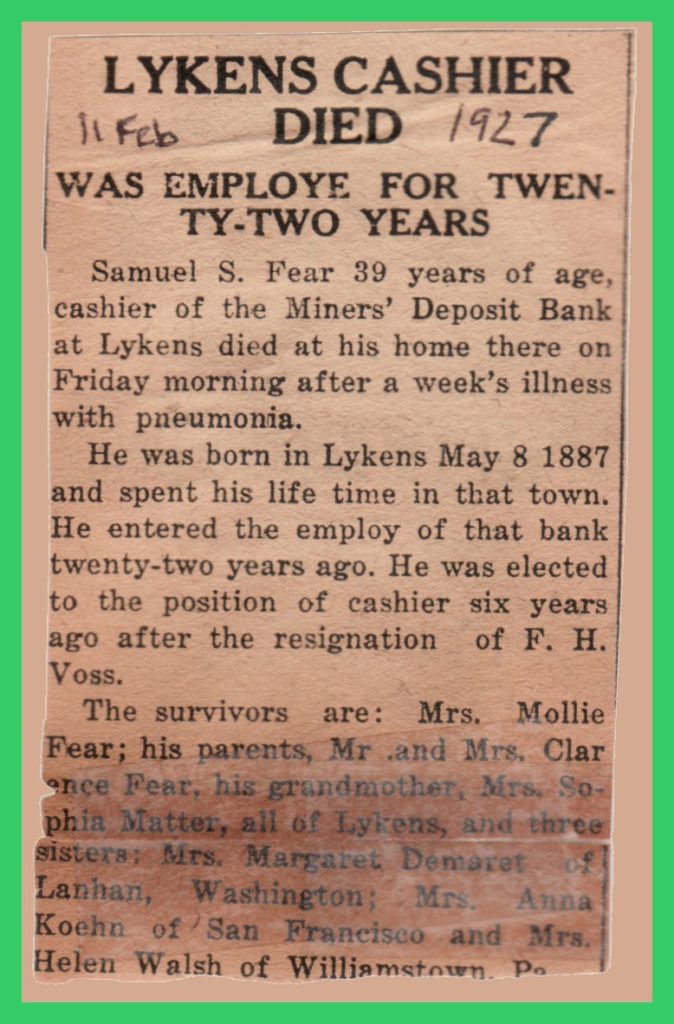 LYKENS CASHIER
DIED
11 Feb 1927
WAS EMPLOYE FOR TWEN-
TY-TWO YEARS
Samuel S. Fear 39 years of age,
cashier of the Miners' Deposit Bank
at Lykens died at his home there on
Friday morning after a week's illness
with pneumonia.
He was born in Lykens May 8 1887
and spent his life time in that town.
He entered the employ of that bank
twenty-two years ago. He was elected
to the position of cashier six years
ago after the resignation of F. H.
Voss.
The survivors are: Mrs. Mollie
Fear; his parents, Mr .and Mrs. Clar
ence Fear, his grandmother, Mrs. So-
phia Matter, all of Lykens, and three
sisters; Mrs. Margaret Demaret of
Lanhan, Washington; Mrs. Anna
Koehn of San Francisco and Mrs.
Helen Walsh of Williamstown, Pa